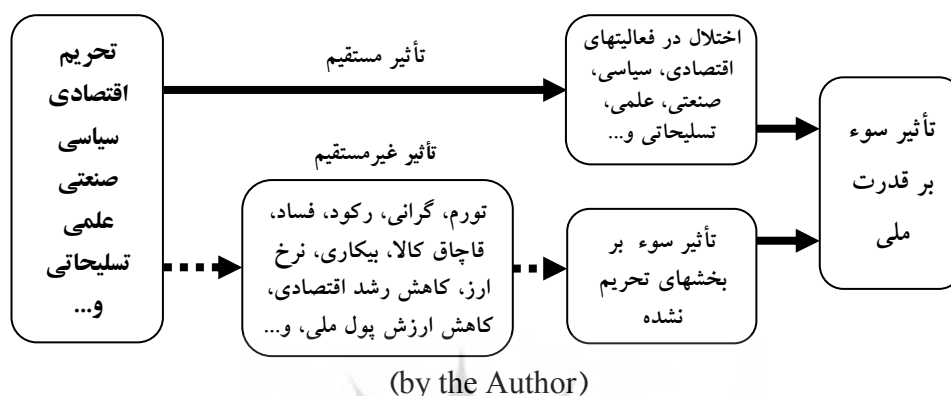 تحریم
اقتصادی
سیاسی
صنعتی
علمی
تسلیحاتی
و...
تأثیر مستقیم
اختلال در فعالیتهای
اقتصادی، سیاسی،
صنعتی، علمی،
تسلیحاتی و...
تأثیر غیرمستقیم
تورم، گرانی، رکود، فساد،
قاچاق کالا، بیکاری، نرخ
ارز، کاهش رشد اقتصادی،
کاهش ارزش پول ملی، و...
تأثیر سوء بر
بخشهای تحریم
نشده
تأثیر سوء
بر قدرت
ملی
(by the Author)